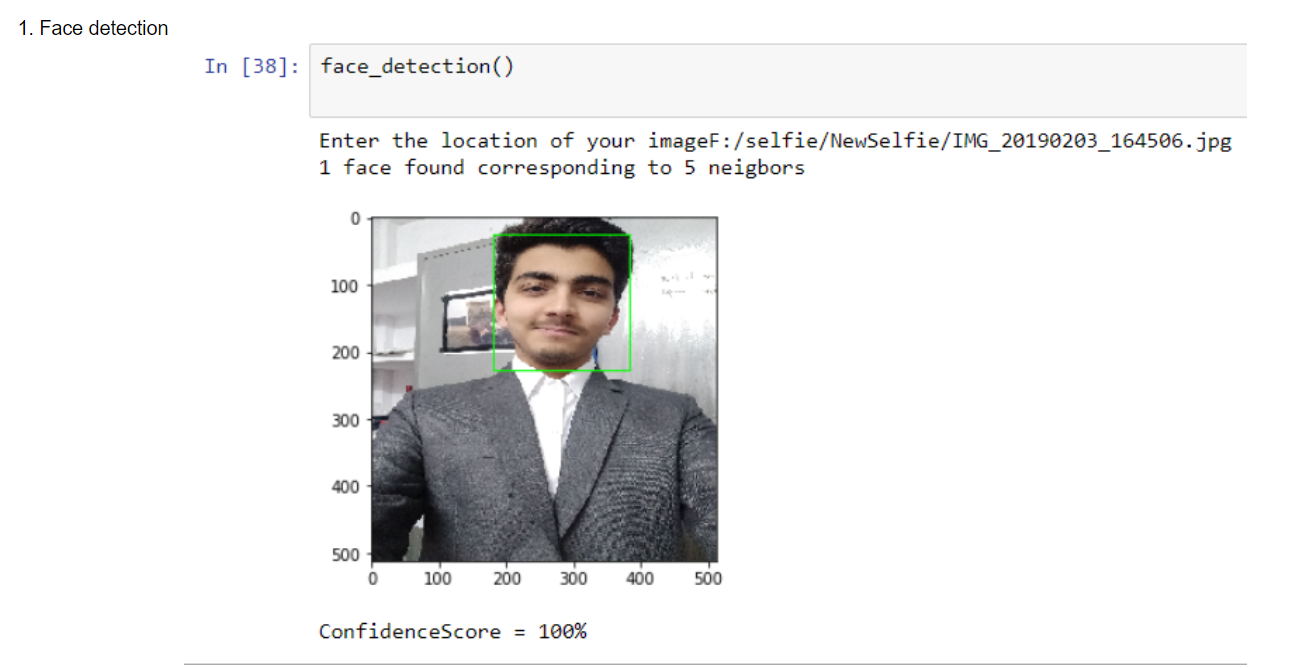 1. Face detection
In [38]: face_detection()
Enter the location of your imageF:/selfie/NewSelfie/IMG_20190203_164506.jpg
1 face found corresponding to 5 neigbors
0
100
200
300
400
500
0 100 200 300 400 500
ConfidenceScore = 100%